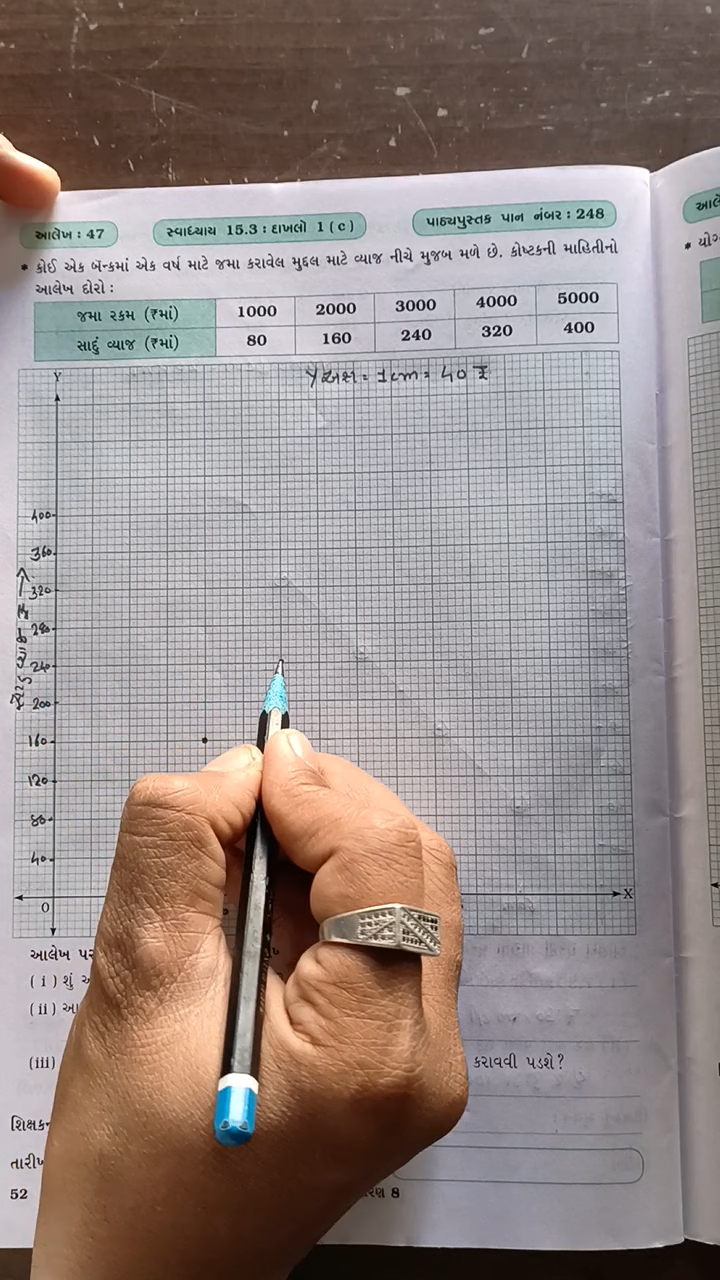 આલેખ : 47
સ્વાધ્યાય 15.3 : દાખલો 1 ( c )
પાઠ્યપુસ્તક પાન નંબર : 248
* કોઈ એક બૅન્કમાં એક વર્ષ માટે જમા કરાવેલ મુદ્દલ માટે વ્યાજ નીચે મુજબ મળે છે. કોષ્ટકની માહિતીનો
આલેખ દોરો :
જમા રકમ (₹માં) 1000 2000 3000 4000 5000
સાદું વ્યાજ (₹માં) 80 160 240 320 400
Y
Y અક્ષ = 1 cm = 40 ₹
400
360
320
280
240
200
160
120
80
40
0
X
આલેખ પર
( i ) શું
( ii ) આ
(iii)
કરાવવી પડશે?
શિક્ષક
તારીખ
52
8
આલે
* યોગ